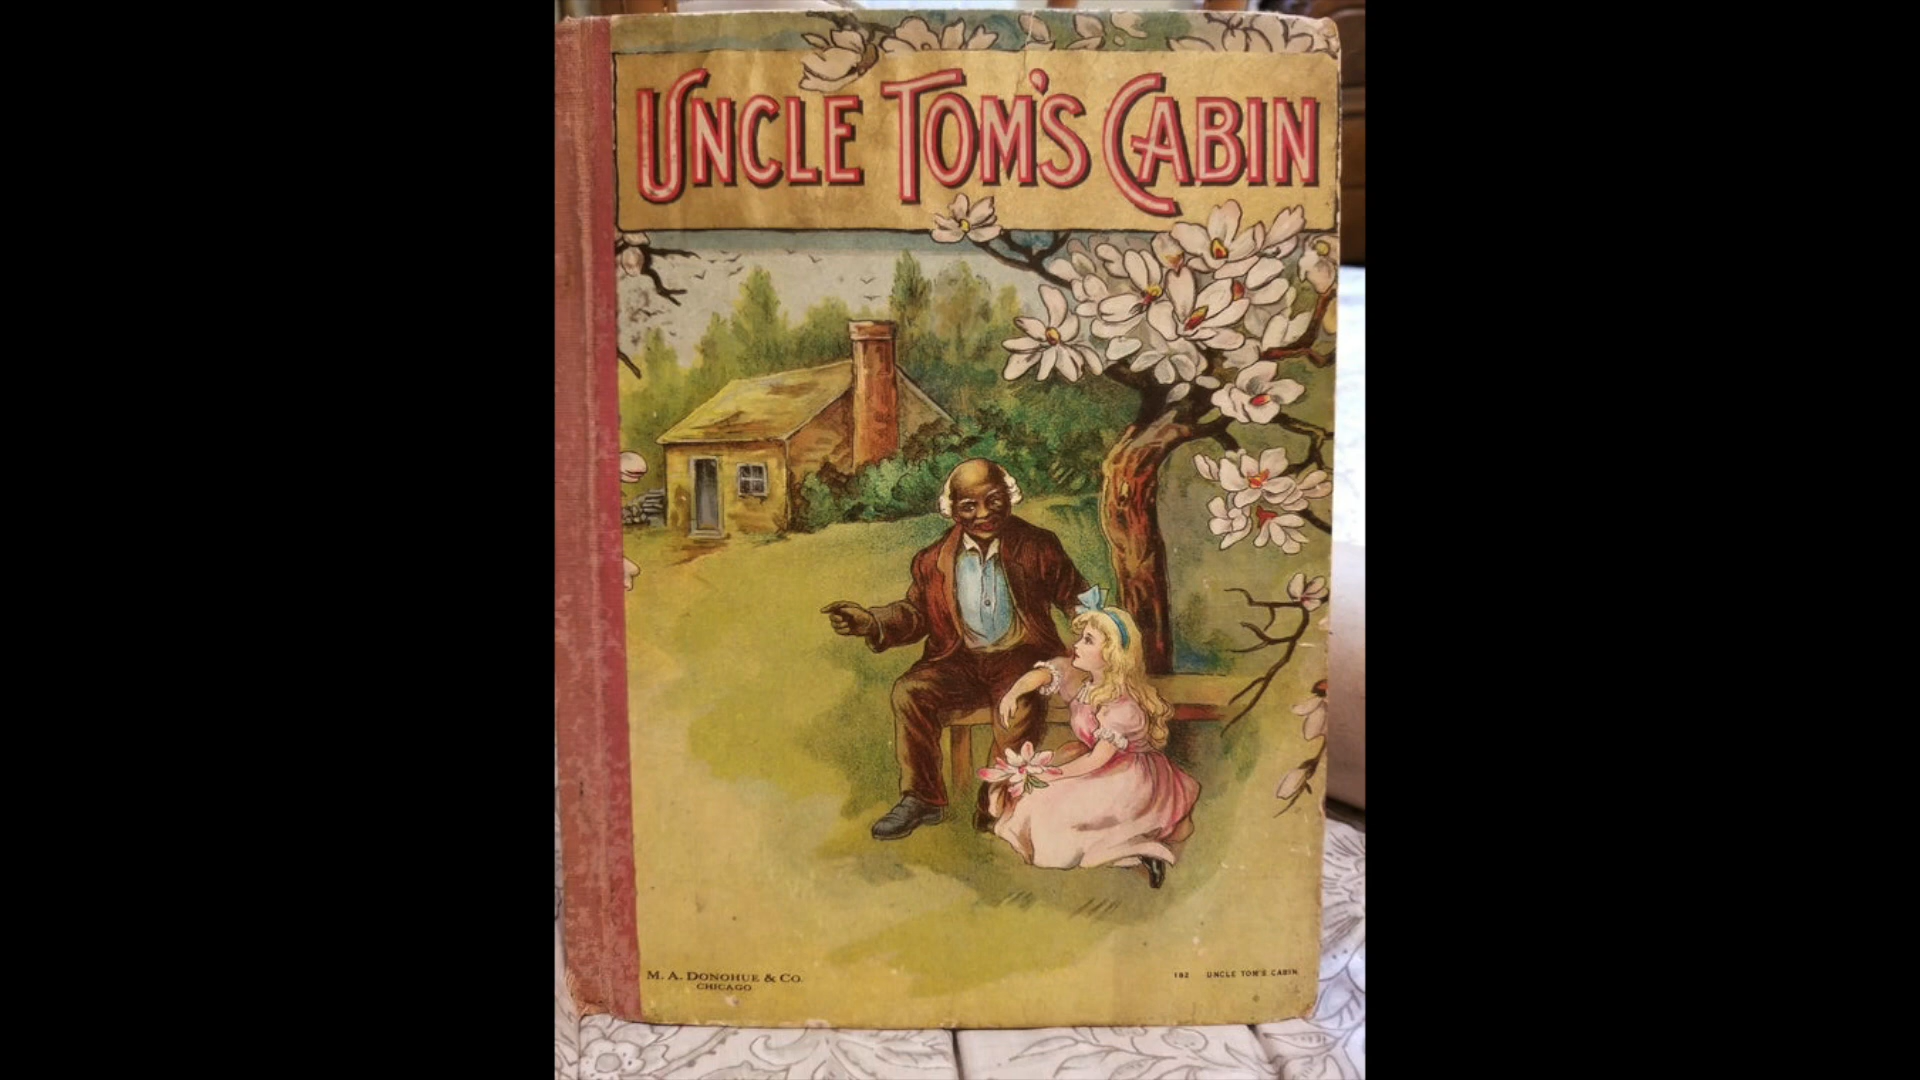 UNCLE TOM'S CABIN
M. A. DONOHUE & CO.
CHICAGO
182 UNCLE TOM'S CABIN